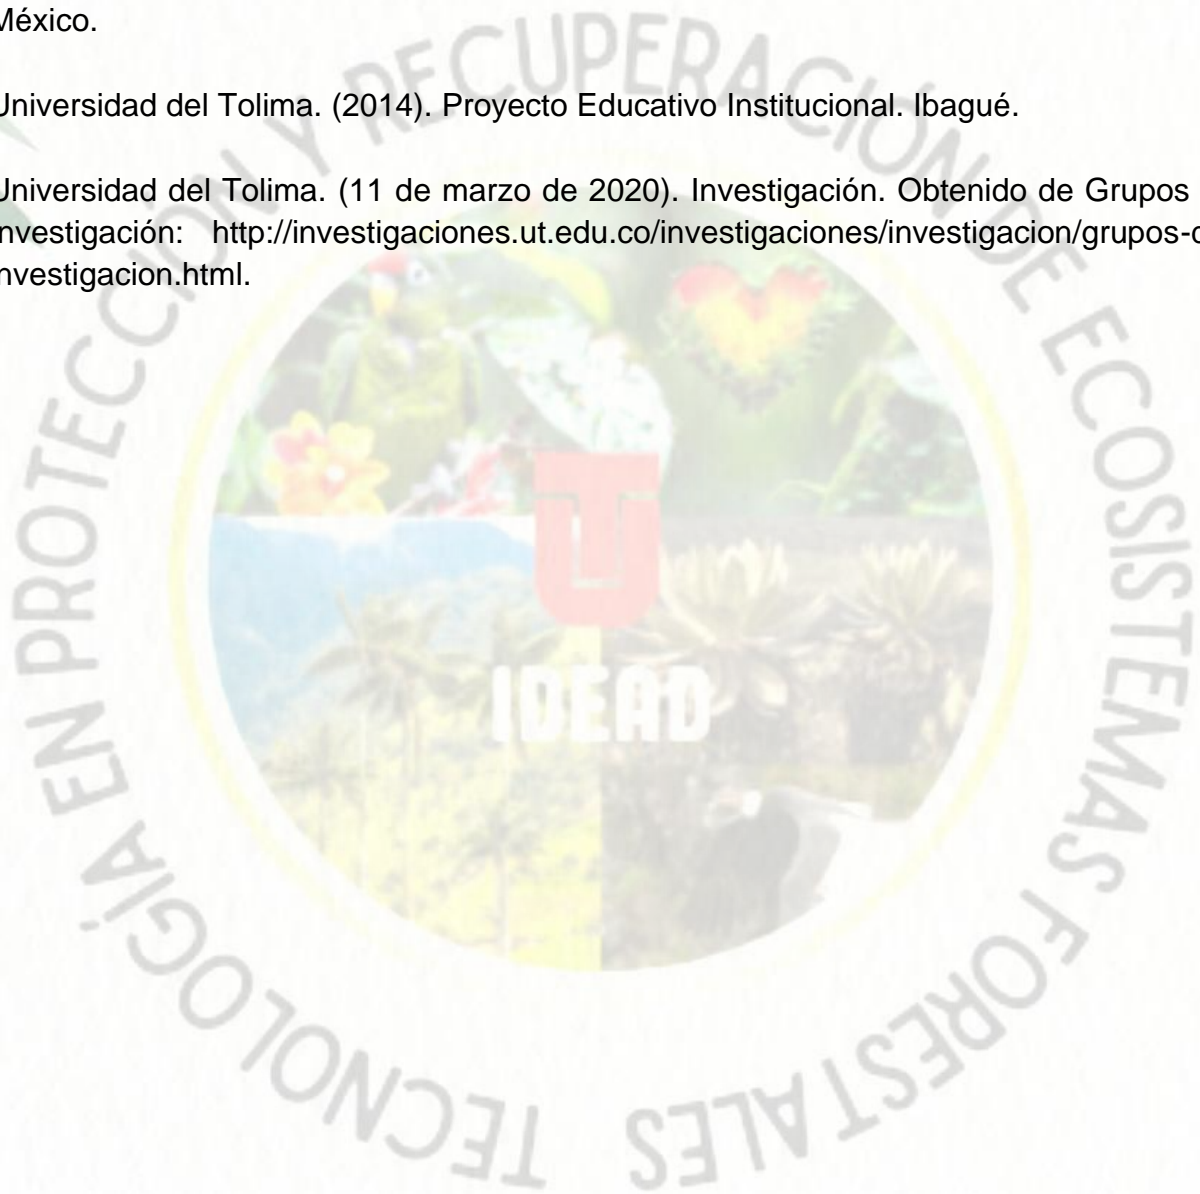 México.
Universidad del Tolima. (2014). Proyecto Educativo Institucional. Ibagué.
Universidad del Tolima. (11 de marzo de 2020). Investigación. Obtenido de Grupos
Investigación: http://investigaciones.ut.edu.co/investigaciones/investigacion/grupos-d
investigacion.html.
TECNOLOGÍA EN PROTECCIÓN Y RECUPERACIÓN DE ECOSISTEMAS FORESTALES
IDEAD